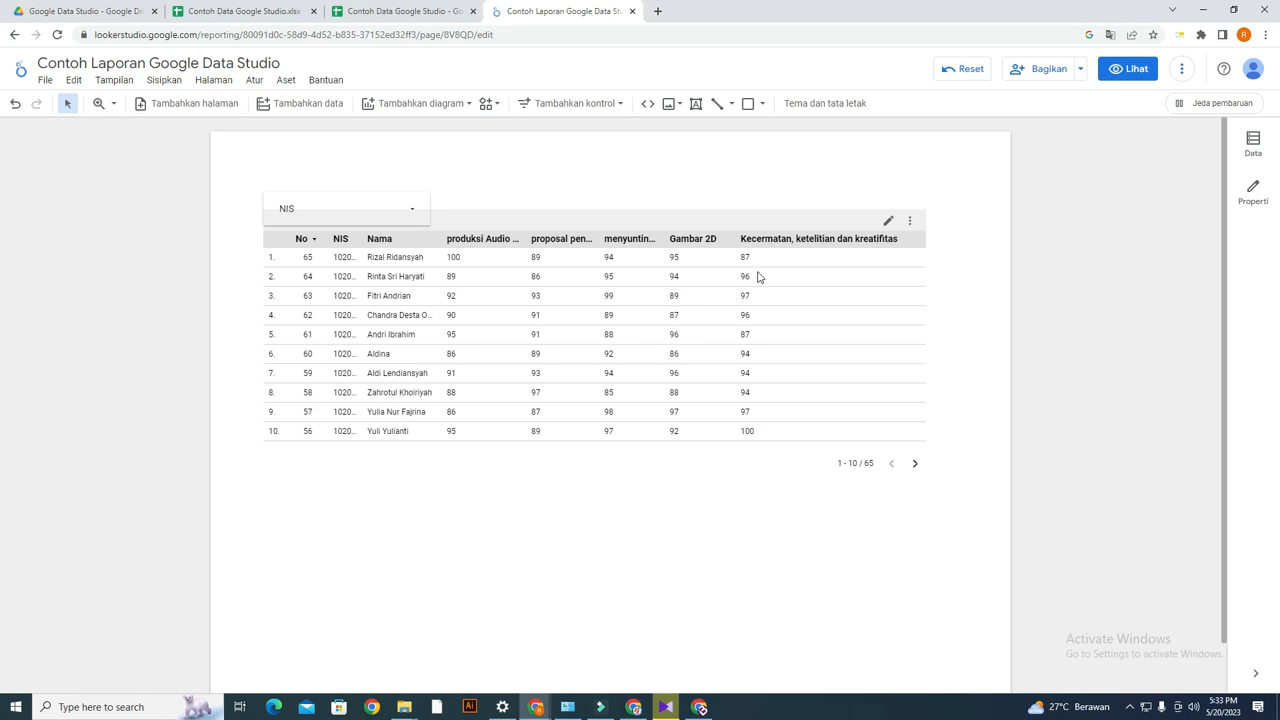 Google Data Studio - Google Dr
Contoh Data Google Studio.xlsx
Contoh Data Google Studio - Goo
Contoh Laporan Google Data Stu
lookerstudio.google.com/reporting/80091d0c-58d9-4d52-b835-37152ed32ff3/page/8V8QD/edit
Contoh Laporan Google Data Studio
Reset
Bagikan
Lihat
File Edit Tampilan Sisipkan Halaman Atur Aset Bantuan
Tambahkan halaman Tambahkan data Tambahkan diagram Tambahkan kontrol Tema dan tata letak Jeda pembaruan
Data
Properti
NIS
No NIS Nama produksi Audio ... proposal pen... menyuntin... Gambar 2D Kecermatan, ketelitian dan kreatifitas
1. 65 1020... Rizal Ridansyah 100 89 94 95 87
2. 64 1020... Rinta Sri Haryati 89 86 95 94 96
3. 63 1020... Fitri Andrian 92 93 99 89 97
4. 62 1020... Chandra Desta O... 90 91 89 87 96
5. 61 1020... Andri Ibrahim 95 91 88 96 87
6. 60 1020... Aldina 86 89 92 86 94
7. 59 1020... Aldi Lendiansyah 91 93 94 96 94
8. 58 1020... Zahrotul Khoiriyah 88 97 85 88 94
9. 57 1020... Yulia Nur Fajrina 86 87 98 97 97
10. 56 1020... Yuli Yulianti 95 89 97 92 100
1 - 10 / 65
Activate Windows
Go to Settings to activate Windows.
Type here to search
27°C Berawan
5:33 PM
5/20/2023